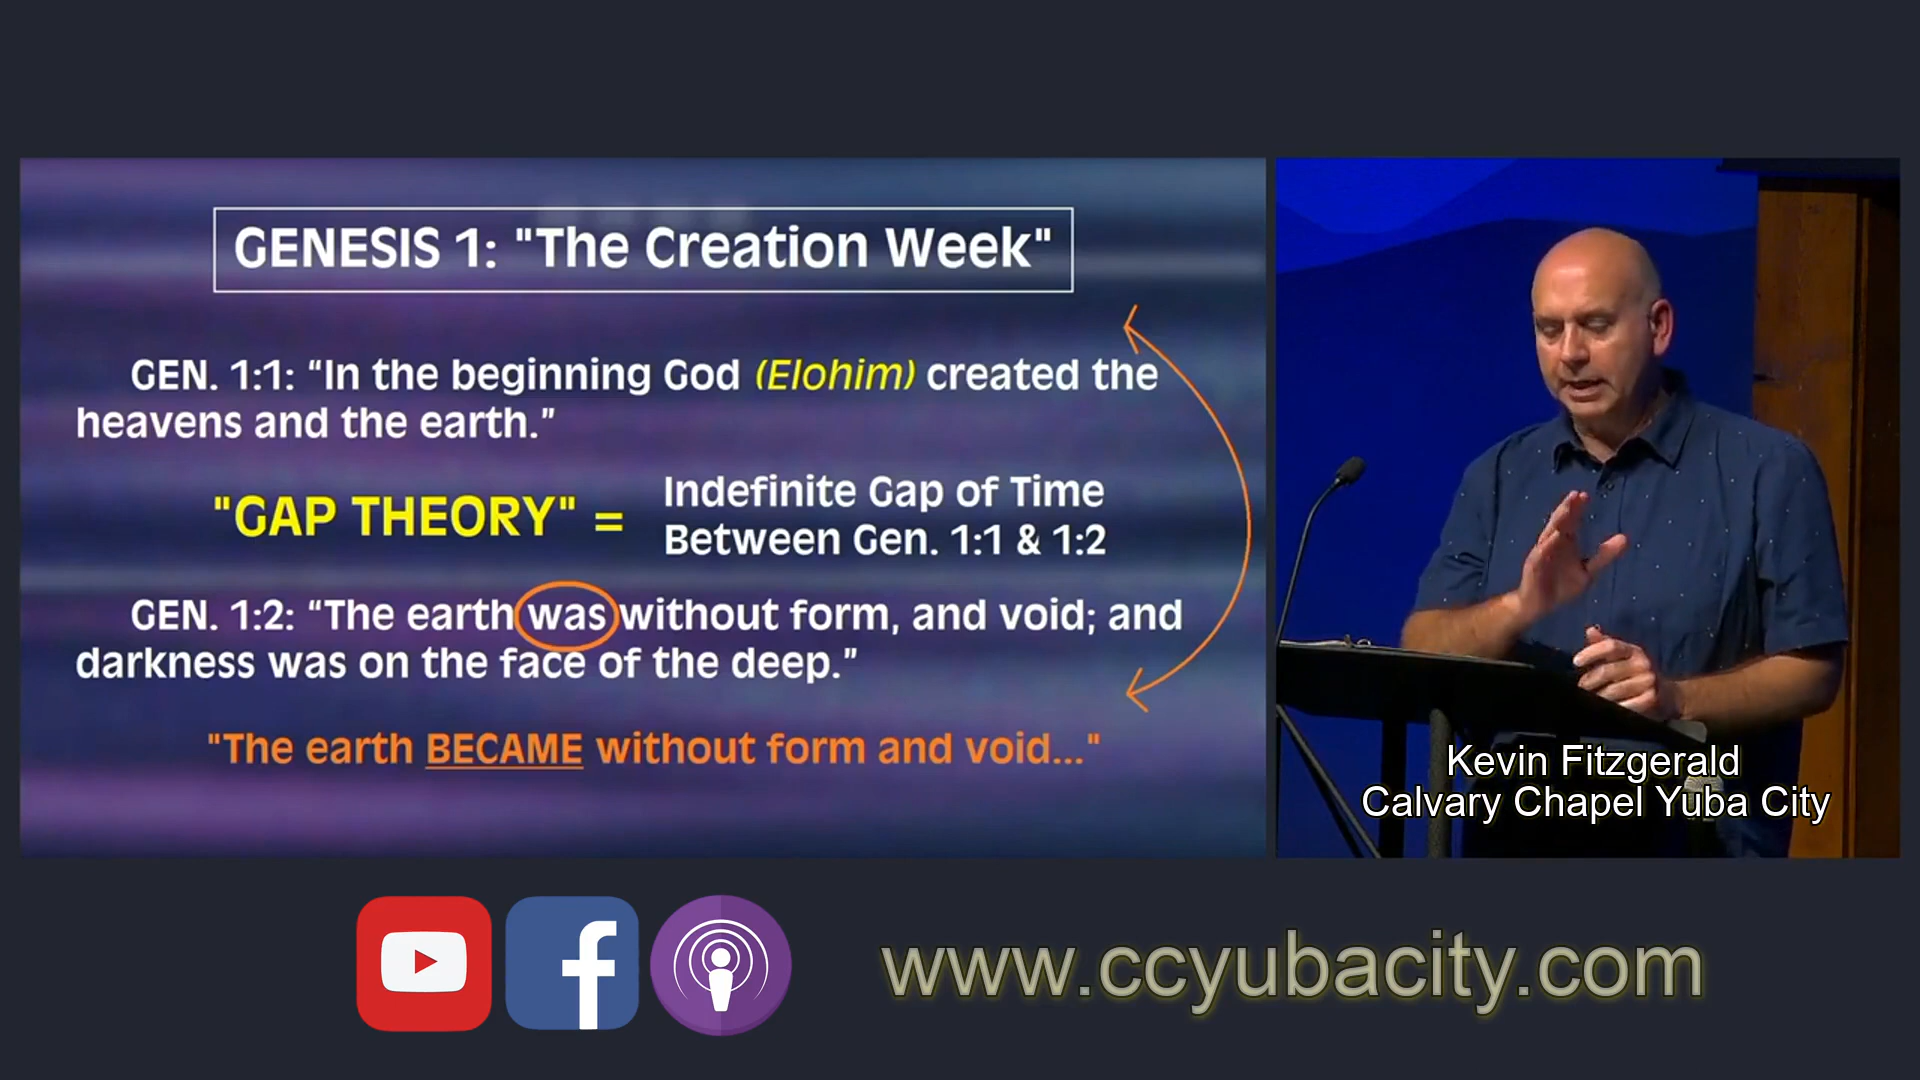 GENESIS 1: "The Creation Week"
GEN. 1:1: “In the beginning God (Elohim) created the
heavens and the earth.”
"GAP THEORY" =
Indefinite Gap of Time
Between Gen. 1:1 & 1:2
GEN. 1:2: “The earth was without form, and void; and
darkness was on the face of the deep.”
"The earth BECAME without form and void..."
Kevin Fitzgerald
Calvary Chapel Yuba City
www.ccyubacity.com